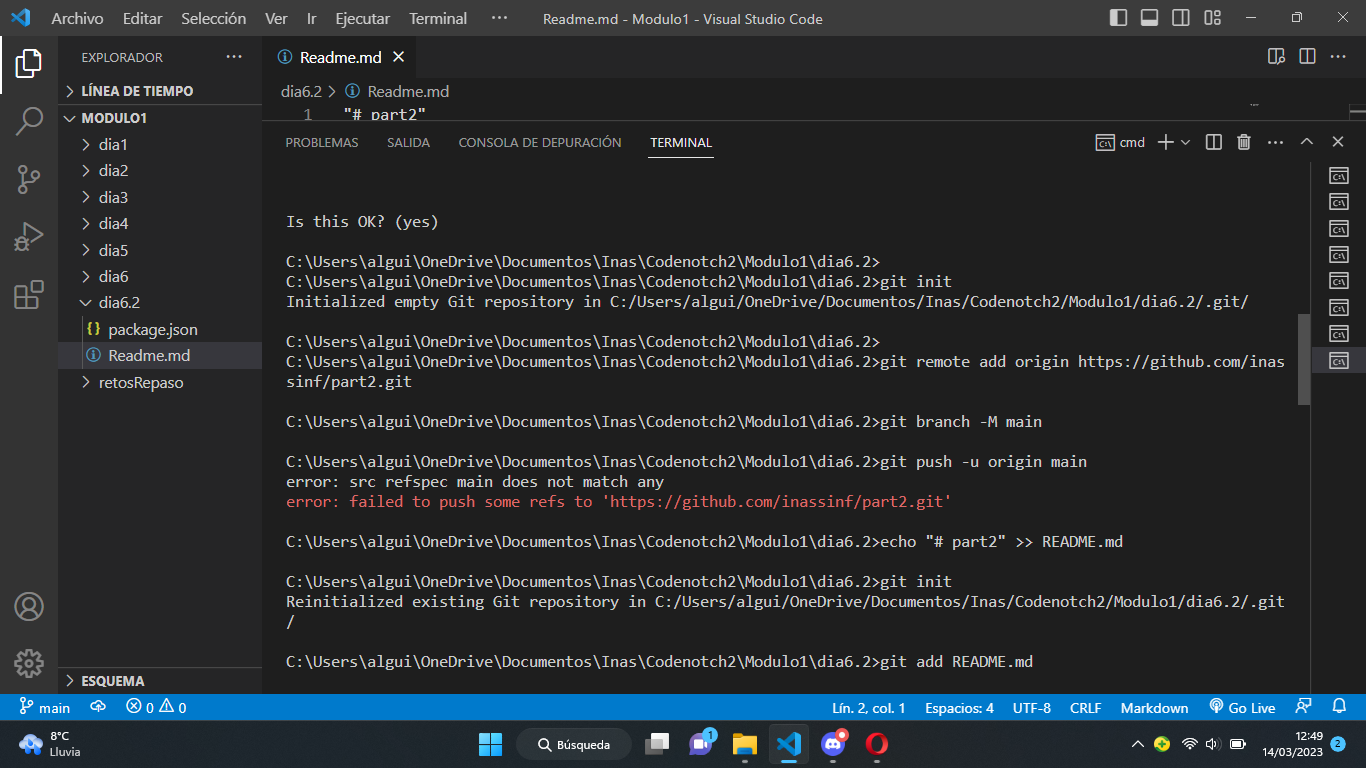 Archivo Editar Selección Ver Ir Ejecutar Terminal ··· Readme.md - Modulo1 - Visual Studio Code
EXPLORADOR ···
LÍNEA DE TIEMPO
MODULO1
dia1
dia2
dia3
dia4
dia5
dia6
dia6.2
{} package.json
Readme.md
retosRepaso
ESQUEMA
Readme.md
dia6.2 > Readme.md
1 "# part2"
PROBLEMAS SALIDA CONSOLA DE DEPURACIÓN TERMINAL cmd
Is this OK? (yes)
C:\Users\algui\OneDrive\Documentos\Inas\Codenotch2\Modulo1\dia6.2>
C:\Users\algui\OneDrive\Documentos\Inas\Codenotch2\Modulo1\dia6.2>git init
Initialized empty Git repository in C:/Users/algui/OneDrive/Documentos/Inas/Codenotch2/Modulo1/dia6.2/.git/
C:\Users\algui\OneDrive\Documentos\Inas\Codenotch2\Modulo1\dia6.2>
C:\Users\algui\OneDrive\Documentos\Inas\Codenotch2\Modulo1\dia6.2>git remote add origin https://github.com/inas
sinf/part2.git
C:\Users\algui\OneDrive\Documentos\Inas\Codenotch2\Modulo1\dia6.2>git branch -M main
C:\Users\algui\OneDrive\Documentos\Inas\Codenotch2\Modulo1\dia6.2>git push -u origin main
error: src refspec main does not match any
error: failed to push some refs to 'https://github.com/inassinf/part2.git'
C:\Users\algui\OneDrive\Documentos\Inas\Codenotch2\Modulo1\dia6.2>echo "# part2" >> README.md
C:\Users\algui\OneDrive\Documentos\Inas\Codenotch2\Modulo1\dia6.2>git init
Reinitialized existing Git repository in C:/Users/algui/OneDrive/Documentos/Inas/Codenotch2/Modulo1/dia6.2/.git
/
C:\Users\algui\OneDrive\Documentos\Inas\Codenotch2\Modulo1\dia6.2>git add README.md
main 0 0 Lín. 2, col. 1 Espacios: 4 UTF-8 CRLF Markdown Go Live
8°C
Lluvia
Búsqueda
1
12:49
14/03/2023
2